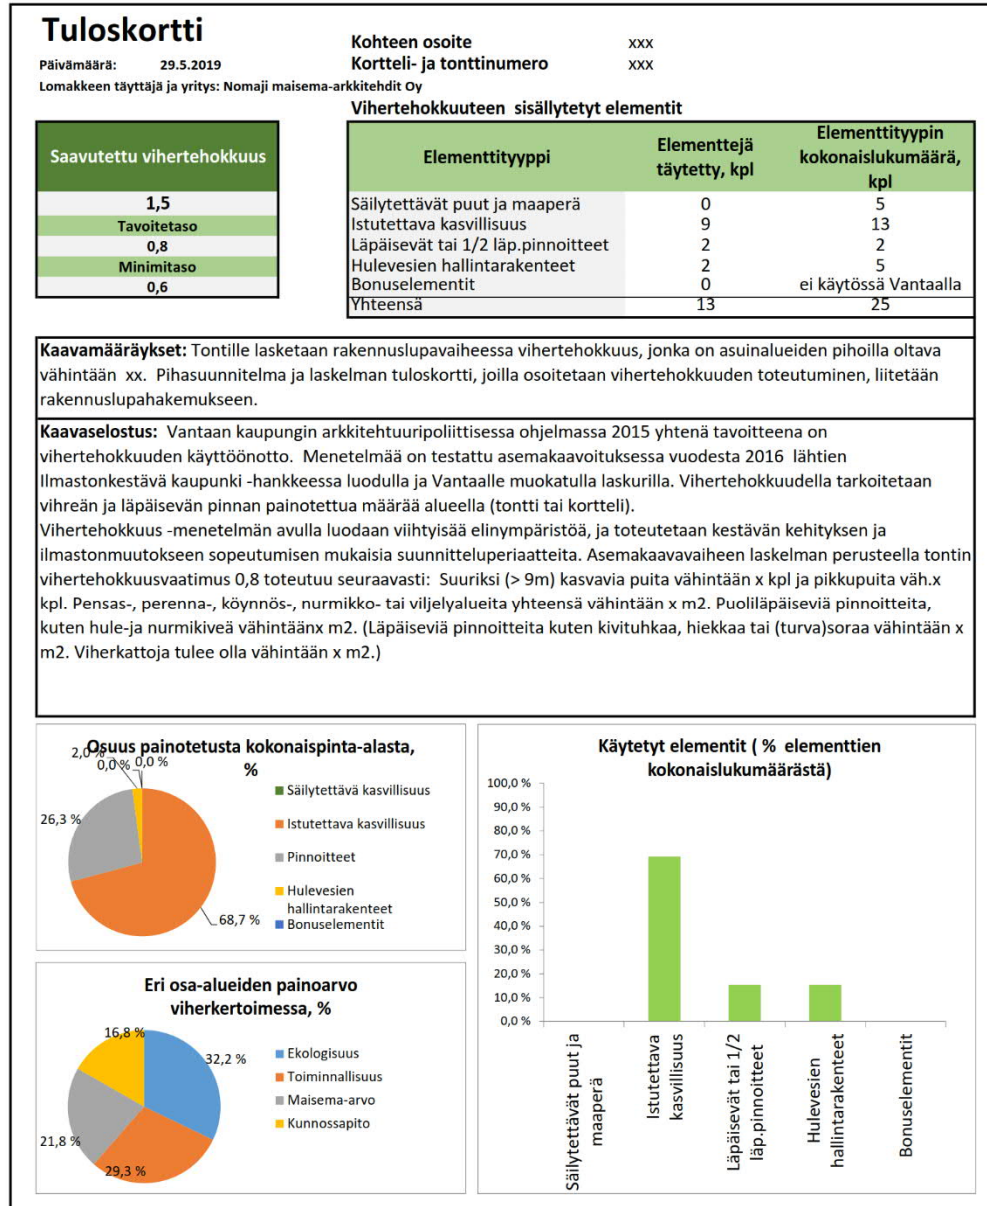 Tuloskortti
Päivämäärä: 29.5.2019
Lomakkeen täyttäjä ja yritys: Nomaji maisema-arkkitehdit Oy
Kohteen osoite xxx
Kortteli- ja tonttinumero xxx
Vihertehokkuuteen sisällytetyt elementit
Saavutettu vihertehokkuus
1,5
Tavoitetaso
0,8
Minimitaso
0,6
Elementtityyppi
Elementtejä
täytetty, kpl
Elementtityypin
kokonaislukumäärä,
kpl
Säilytettävät puut ja maaperä 0 5
Istutettava kasvillisuus 9 13
Läpäisevät tai 1/2 läp.pinnoitteet 2 2
Hulevesien hallintarakenteet 2 5
Bonuselementit 0 ei käytössä Vantaalla
Yhteensä 13 25
Kaavamääräykset: Tontille lasketaan rakennuslupavaiheessa vihertehokkuus, jonka on asuinalueiden pihoilla oltava
vähintään xx. Pihasuunnitelma ja laskelman tuloskortti, joilla osoitetaan vihertehokkuuden toteutuminen, liitetään
rakennuslupahakemukseen.
Kaavaselostus: Vantaan kaupungin arkkitehtuuripoliittisessa ohjelmassa 2015 yhtenä tavoitteena on
vihertehokkuuden käyttöönotto. Menetelmää on testattu asemakaavoituksessa vuodesta 2016 lähtien
Ilmastonkestävä kaupunki -hankkeessa luodulla ja Vantaalle muokatulla laskurilla. Vihertehokkuudella tarkoitetaan
vihreän ja läpäisevän pinnan painotettua määrää alueella (tontti tai kortteli).
Vihertehokkuus -menetelmän avulla luodaan viihtyisää elinympäristöä, ja toteutetaan kestävän kehityksen ja
ilmastonmuutokseen sopeutumisen mukaisia suunnitteluperiaatteita. Asemakaavavaiheen laskelman perusteella tontin
vihertehokkuusvaatimus 0,8 toteutuu seuraavasti: Suuriksi (> 9m) kasvavia puita vähintään x kpl ja pikkupuita väh.x
kpl. Pensas-, perenna-, köynnös-, nurmikko- tai viljelyalueita yhteensä vähintään x m2. Puoliläpäiseviä pinnoitteita,
kuten hule-ja nurmikiveä vähintäänx m2. (Läpäiseviä pinnoitteita kuten kivituhkaa, hiekkaa tai (turva)soraa vähintään x
m2. Viherkattoja tulee olla vähintään x m2.)
Osuus painotetusta kokonaispinta-alasta,
%
2,0 %
0,0 %
0,0 %
26,3 %
68,7 %
Säilytettävä kasvillisuus
Istutettava kasvillisuus
Pinnoitteet
Hulevesien
hallintarakenteet
Bonuselementit
Eri osa-alueiden painoarvo
viherkertoimessa, %
16,8 %
32,2 %
21,8 %
29,3 %
Ekologisuus
Toiminnallisuus
Maisema-arvo
Kunnossapito
Käytetyt elementit ( % elementtien
kokonaislukumäärästä)
100,0 %
90,0 %
80,0 %
70,0 %
60,0 %
50,0 %
40,0 %
30,0 %
20,0 %
10,0 %
0,0 %
Säilytettävät puut ja
maaperä
Istutettava
kasvillisuus
Läpäisevät tai 1/2
läp.pinnoitteet
Hulevesien
hallintarakenteet
Bonuselementit